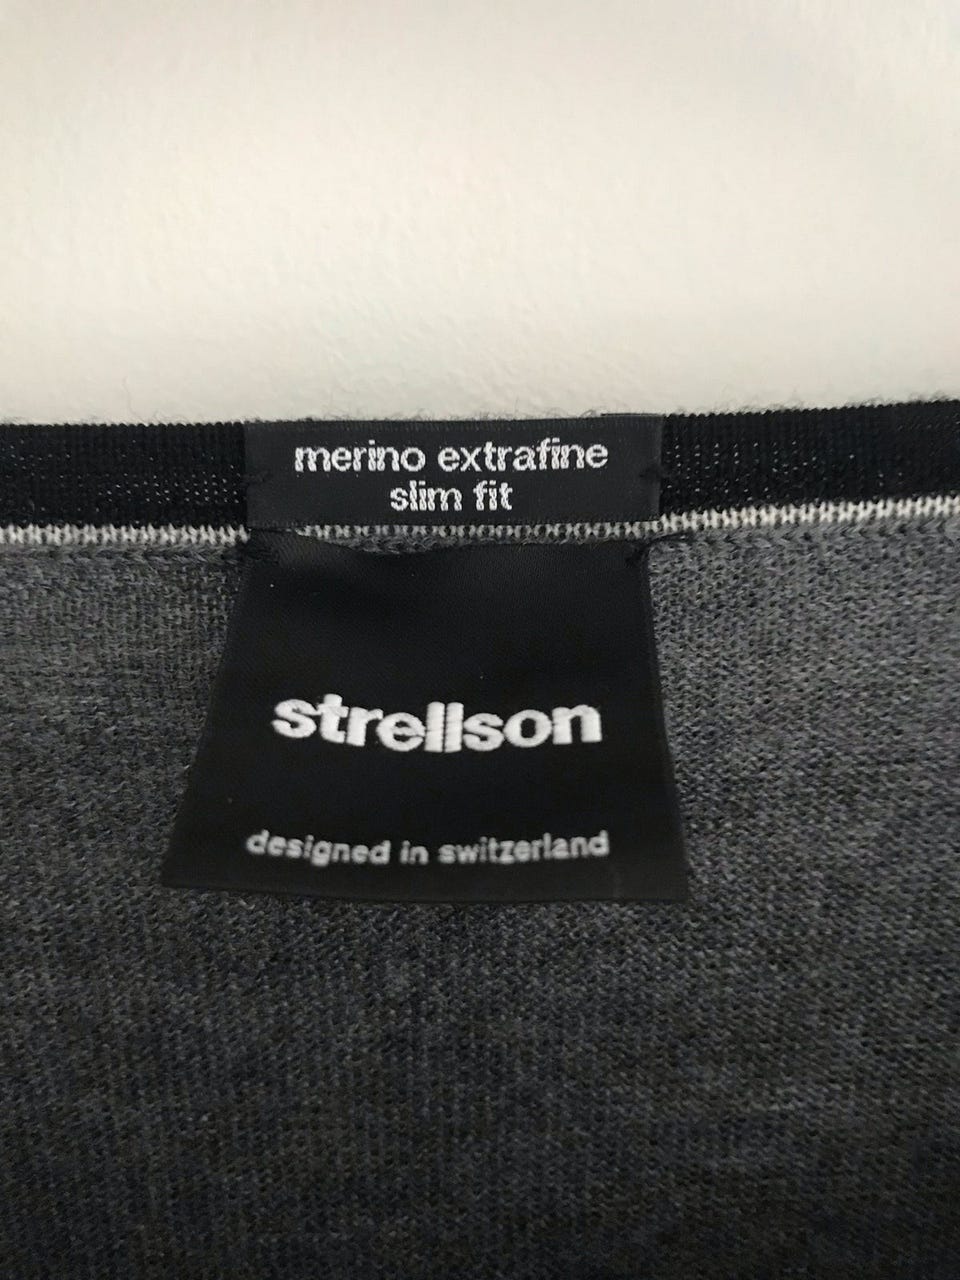 merino extrafine
slim fit
strellson
designed in switzerland